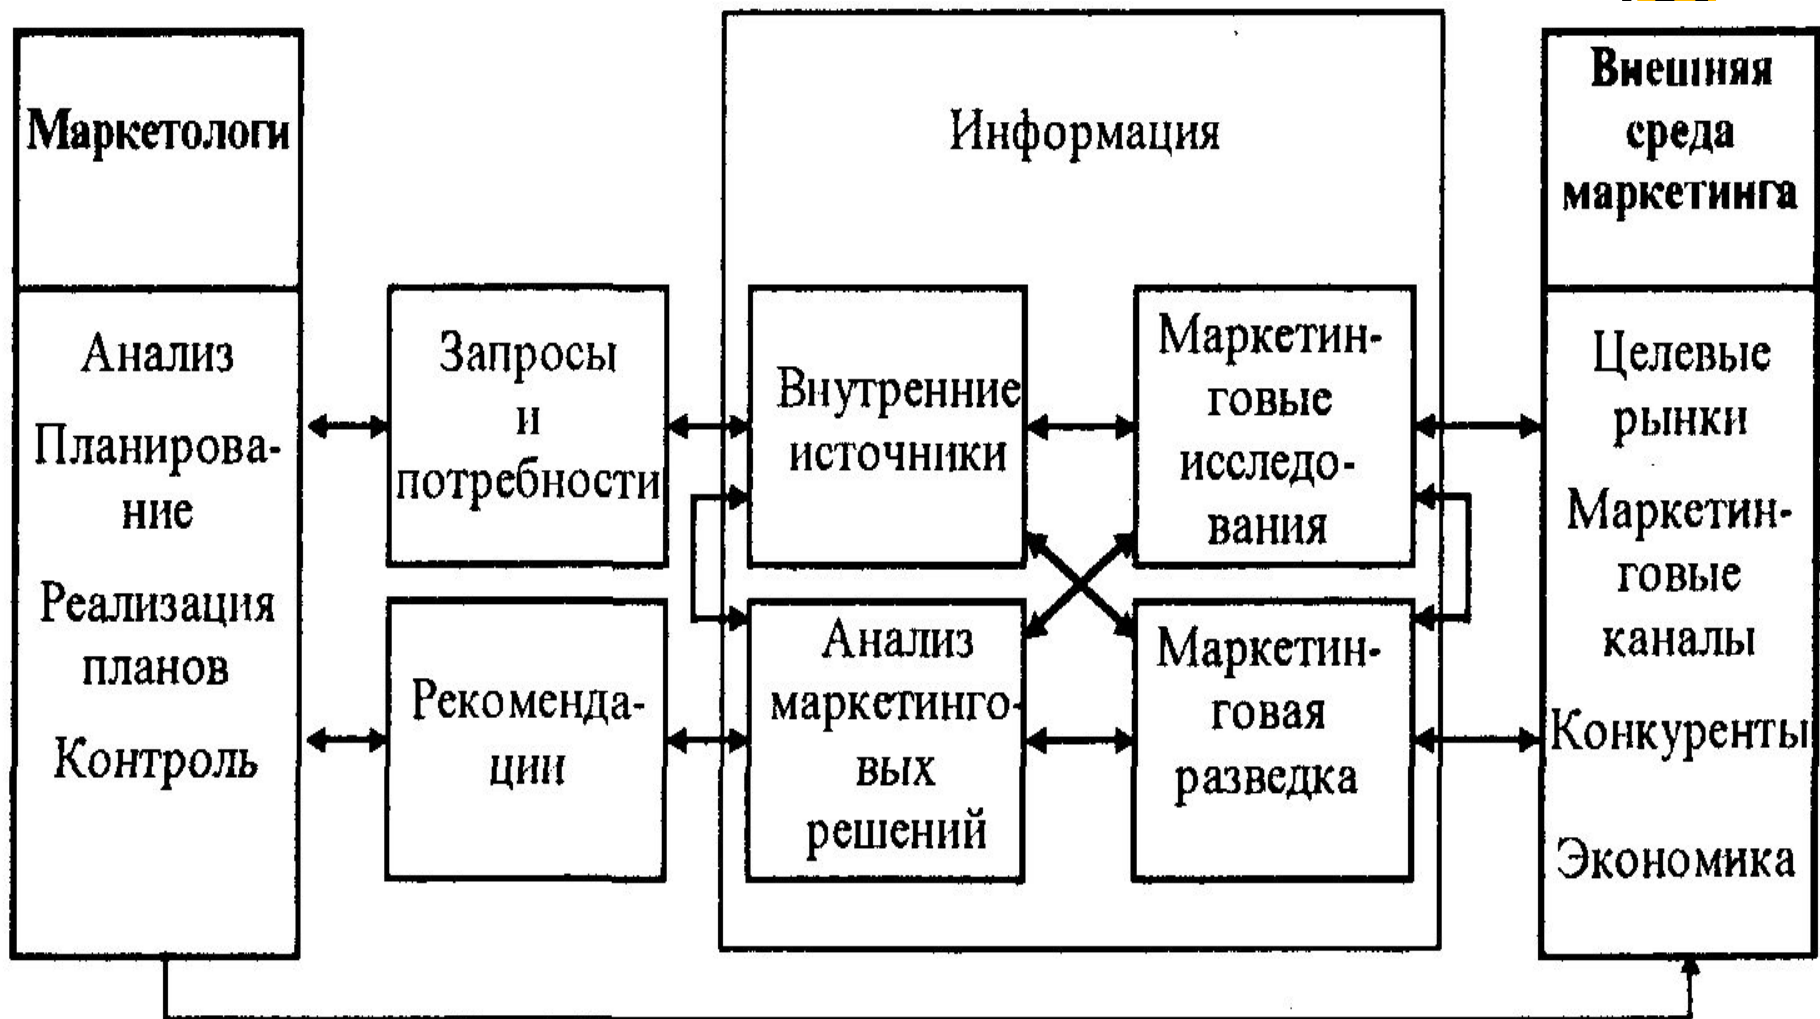 Маркетологи
Анализ
Планирова-
ние
Реализация
планов
Контроль
Запросы
и
потребности
Рекоменда-
ции
Информация
Внутренние
источники
Маркетин-
говые
исследо-
вания
Анализ
маркетинго-
вых
решений
Маркетин-
говая
разведка
Внешняя
среда
маркетинга
Целевые
рынки
Маркетин-
говые
каналы
Конкуренты
Экономика